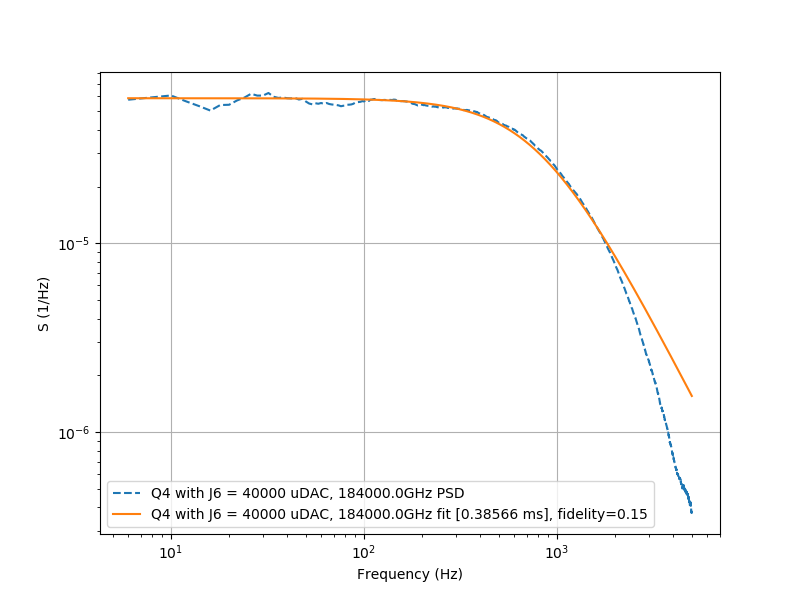 S (1/Hz)
10^-5
10^-6
Q4 with J6 = 40000 uDAC, 184000.0GHz PSD
Q4 with J6 = 40000 uDAC, 184000.0GHz fit [0.38566 ms], fidelity=0.15
10^1 10^2 10^3
Frequency (Hz)